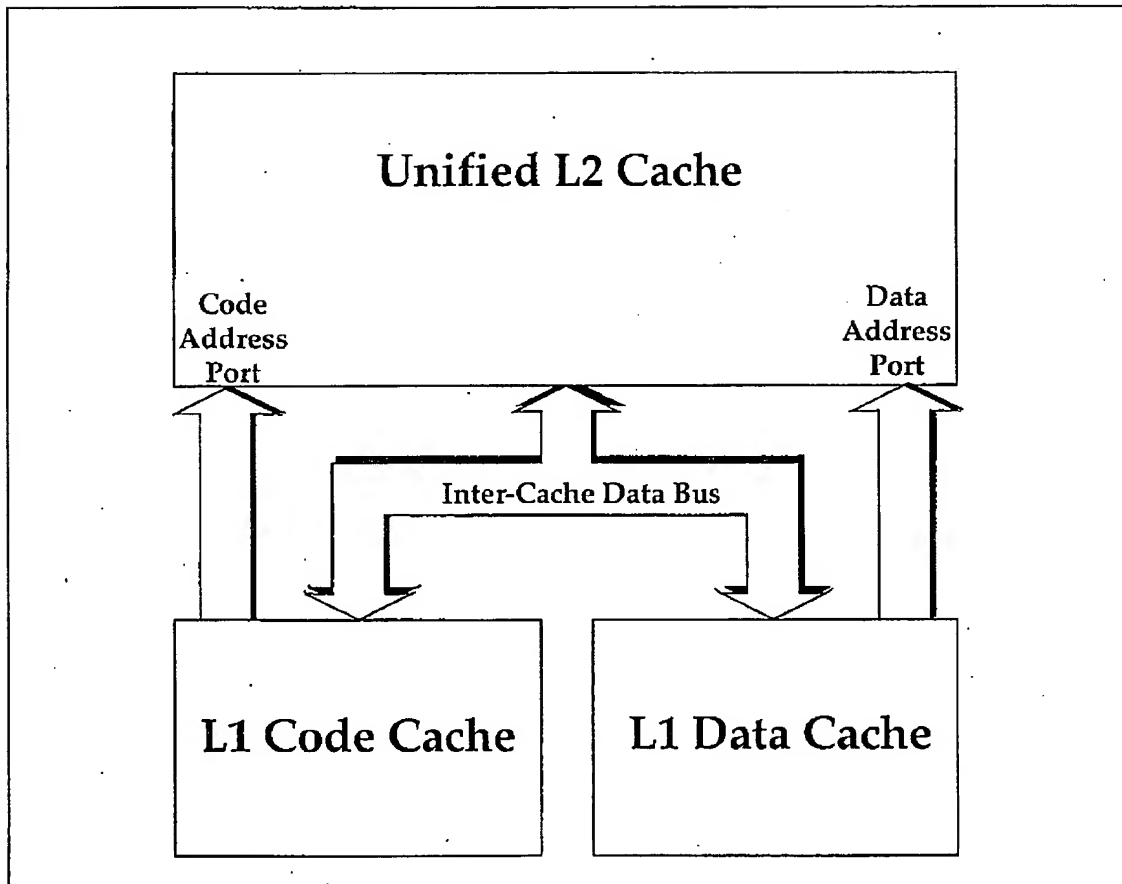 Unified L2 Cache
Code
Address
Port
Data
Address
Port
Inter-Cache Data Bus
L1 Code Cache
L1 Data Cache